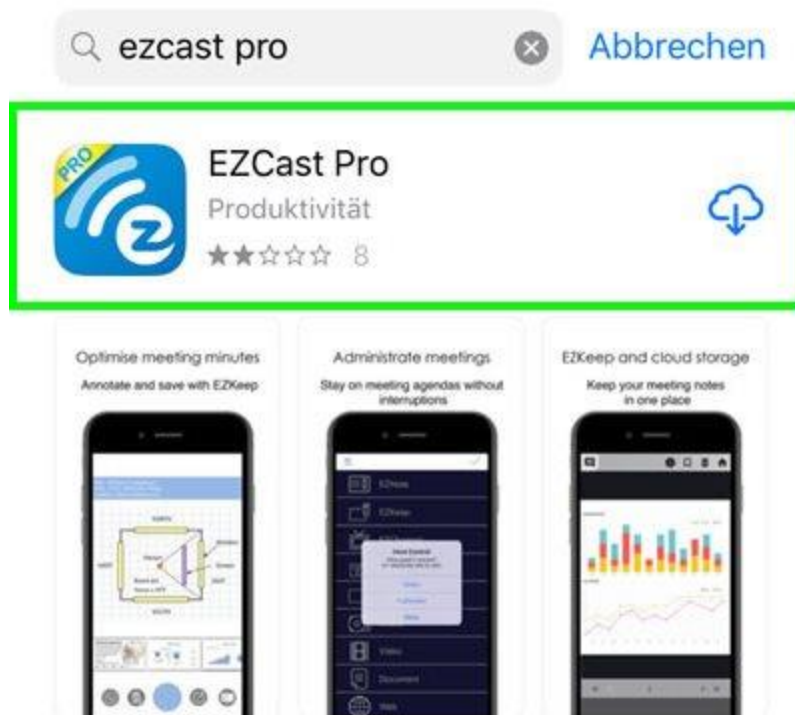 ezcast pro
Abbrechen
PRO
EZCast Pro
Produktivität
8
Optimise meeting minutes
Annotate and save with EZKeep
Administrate meetings
Stay on meeting agendas without
interruptions
EZKeep and cloud storage
Keep your meeting notes
in one place
Video
Document
Web